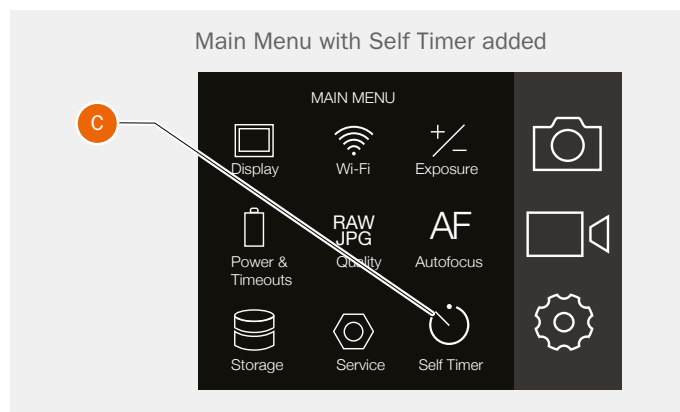 Main Menu with Self Timer added
C
MAIN MENU
Display
Wi-Fi
Exposure
RAW
JPG
AF
Power &
Timeouts
Quality
Autofocus
Storage
Service
Self Timer